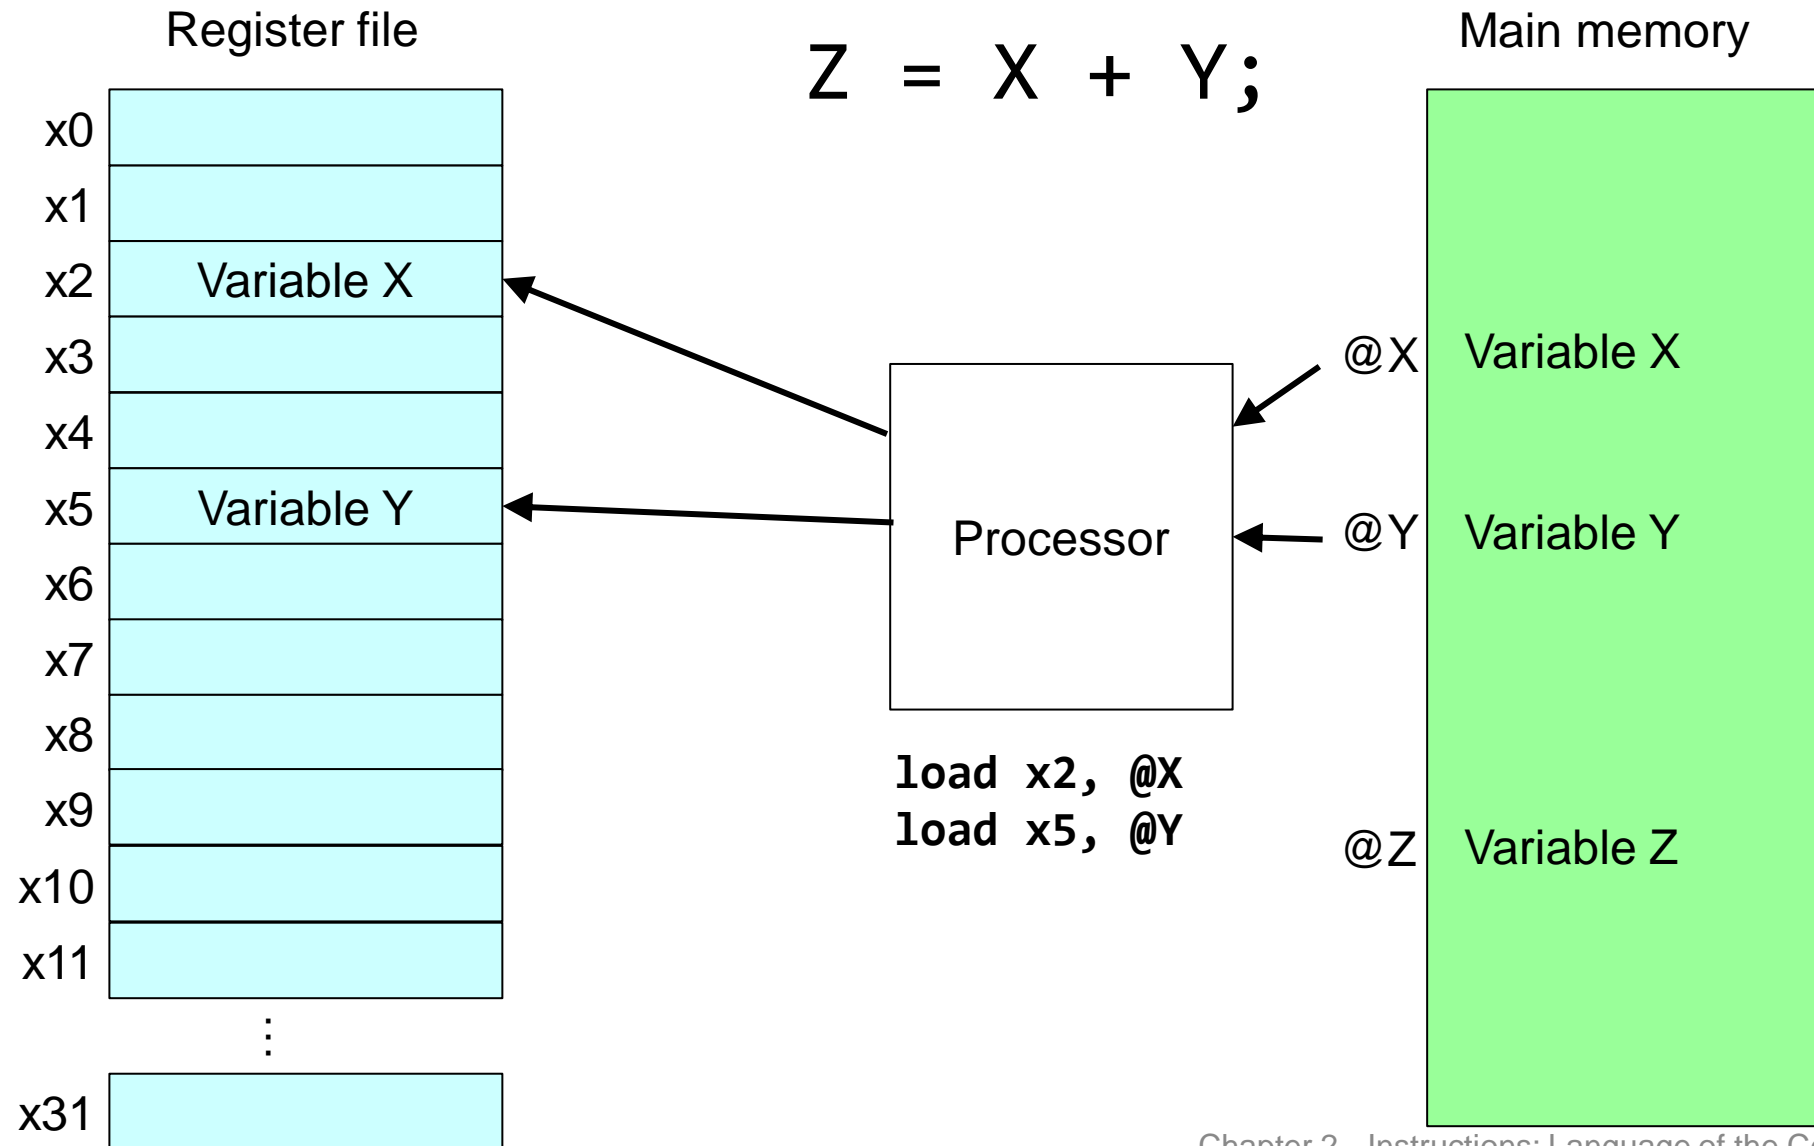 Register file
Z = X + Y;
Main memory
x0
x1
x2 Variable X
x3
x4
x5 Variable Y
x6
x7
x8
x9
x10
x11
⋮
x31
Processor
load x2, @X
load x5, @Y
@X Variable X
@Y Variable Y
@Z Variable Z
Chapter 2 - Instructions: Language of the